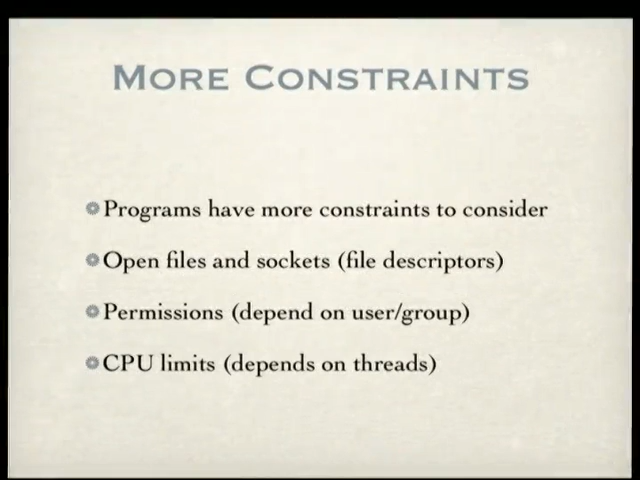 More Constraints
Programs have more constraints to consider
Open files and sockets (file descriptors)
Permissions (depend on user/group)
CPU limits (depends on threads)